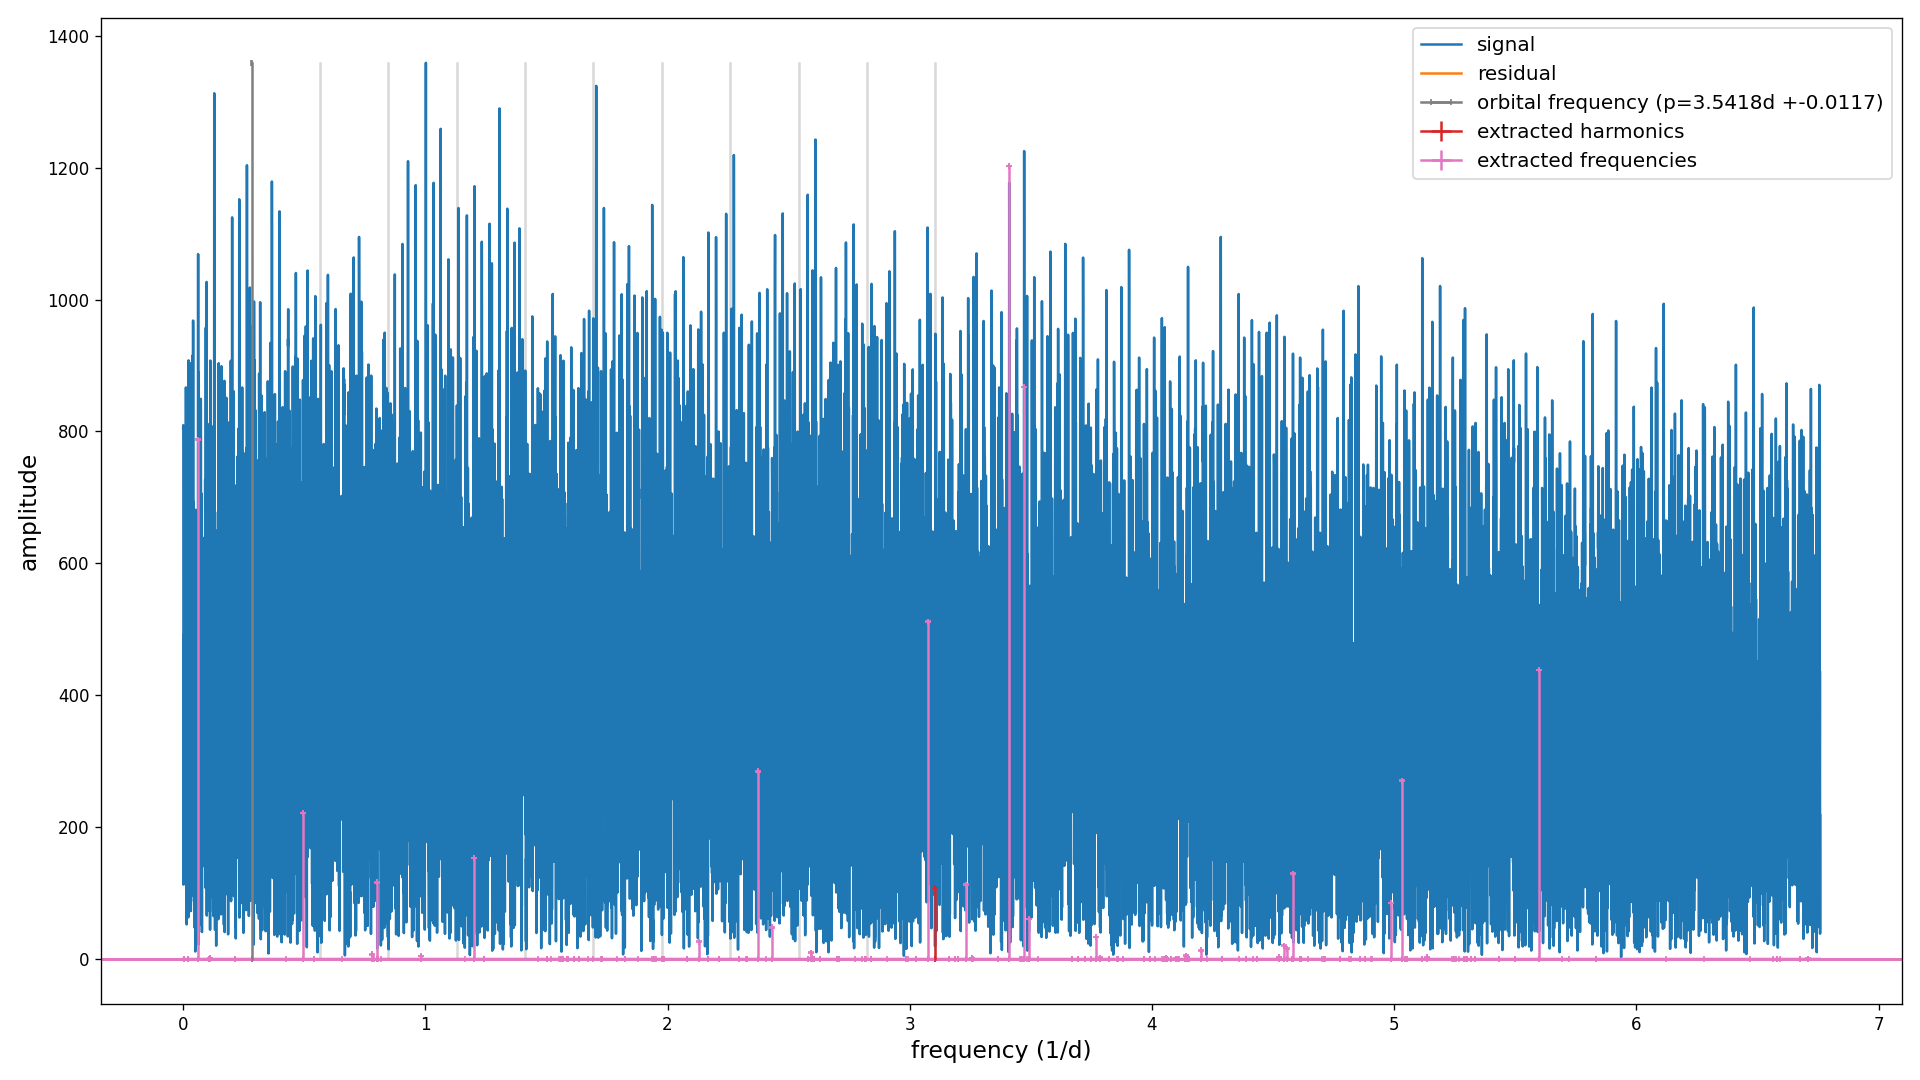 1400
1200
1000
800
600
400
200
0
amplitude
0 1 2 3 4 5 6 7
frequency (1/d)
signal
residual
orbital frequency (p=3.5418d +-0.0117)
extracted harmonics
extracted frequencies